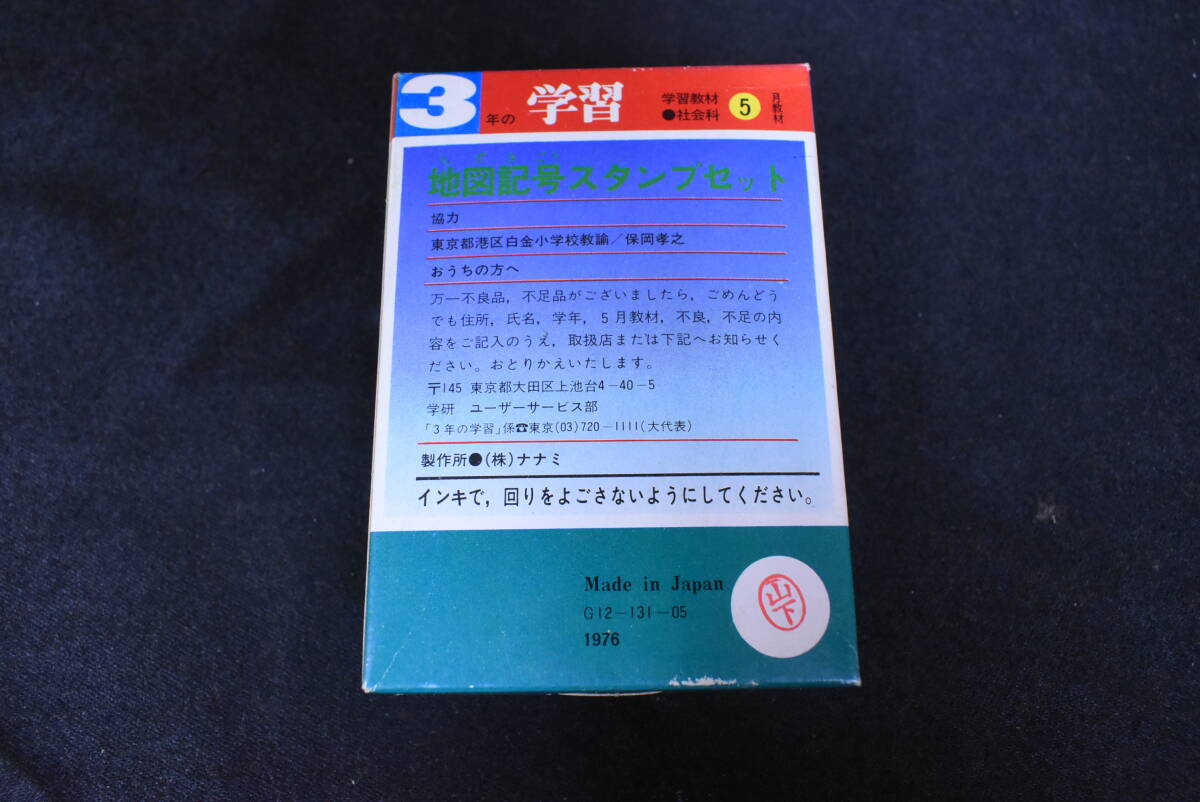 3年の学習
学習教材
●社会科
5月教材
ちずきごう
地図記号スタンプセット
協力
東京都港区白金小学校教諭／保岡孝之
おうちの方へ
万一不良品，不足品がございましたら，ごめんどう
でも住所，氏名，学年，5月教材，不良，不足の内
容をご記入のうえ，取扱店または下記へお知らせく
ださい。おとりかえいたします。
〒145 東京都大田区上池台4－40－5
学研 ユーザーサービス部
「3年の学習」係☎東京(03)720－1111(大代表)
製作所●(株)ナナミ
インキで，回りをよごさないようにしてください。
Made in Japan
G12－131－05
1976
山下